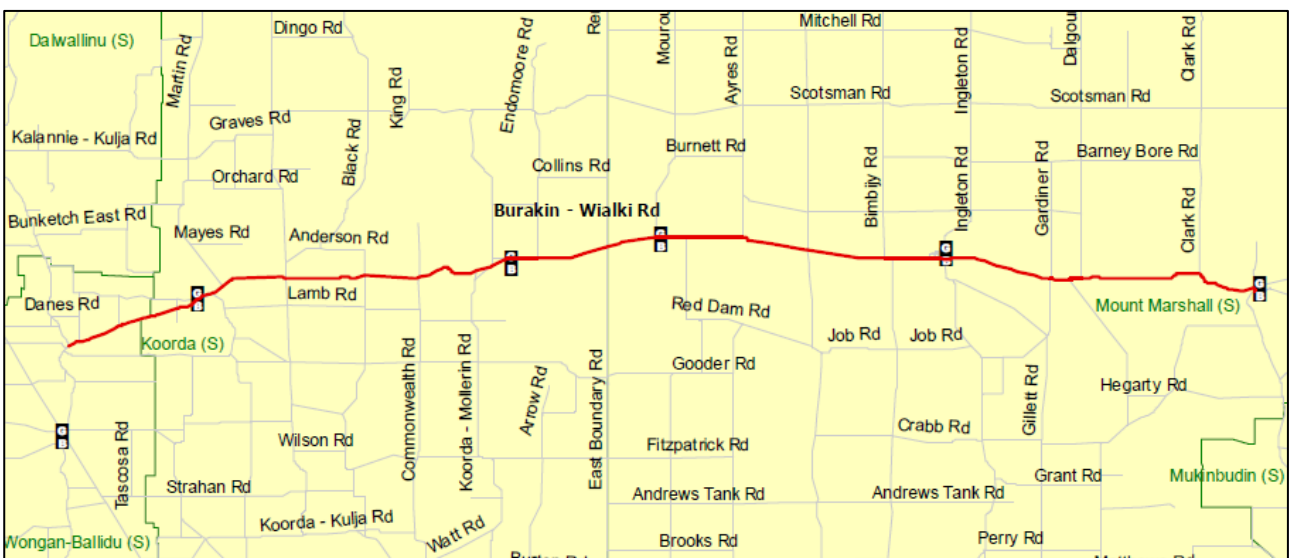 Dingo Rd
Mitchell Rd
Dalwallinu (S)
Martin Rd
King Rd
Endomoore Rd
Ayres Rd
Ingleton Rd
Clark Rd
Scotsman Rd
Scotsman Rd
Graves Rd
Kalannie - Kulja Rd
Black Rd
Burnett Rd
Barney Bore Rd
Collins Rd
Orchard Rd
Bimbijy Rd
Ingleton Rd
Gardiner Rd
Clark Rd
Bunketch East Rd
Burakin - Wialki Rd
Mayes Rd
Anderson Rd
Danes Rd
Lamb Rd
Red Dam Rd
Mount Marshall (S)
Koorda (S)
Job Rd
Job Rd
Gooder Rd
Commonwealth Rd
Koorda - Mollerin Rd
Arrow Rd
East Boundary Rd
Gillett Rd
Hegarty Rd
Crabb Rd
Tascosa Rd
Wilson Rd
Fitzpatrick Rd
Grant Rd
Mukinbudin (S)
Strahan Rd
Andrews Tank Rd
Andrews Tank Rd
Koorda - Kulja Rd
Watt Rd
Wongan-Ballidu (S)
Brooks Rd
Perry Rd